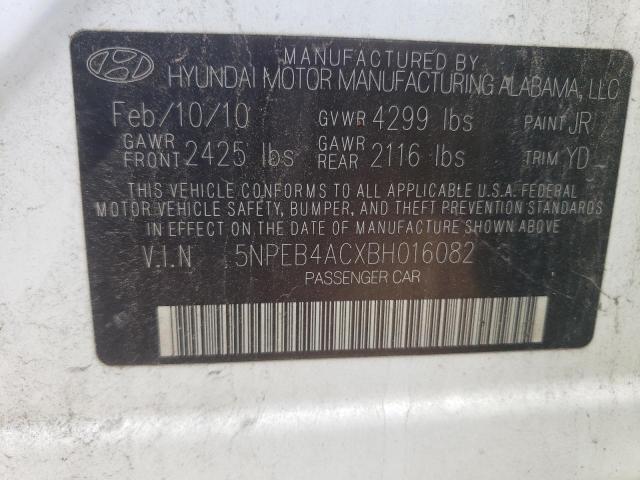 MANUFACTURED BY
HYUNDAI MOTOR MANUFACTURING ALABAMA, LLC
Feb/10/10 GVWR 4299 lbs PAINT JR
GAWR FRONT 2425 lbs GAWR REAR 2116 lbs TRIM YD
THIS VEHICLE CONFORMS TO ALL APPLICABLE U.S.A. FEDERAL
MOTOR VEHICLE SAFETY, BUMPER, AND THEFT PREVENTION STANDARDS
IN EFFECT ON THE DATE OF MANUFACTURE SHOWN ABOVE.
V.I.N 5NPEB4ACXBH016082
PASSENGER CAR